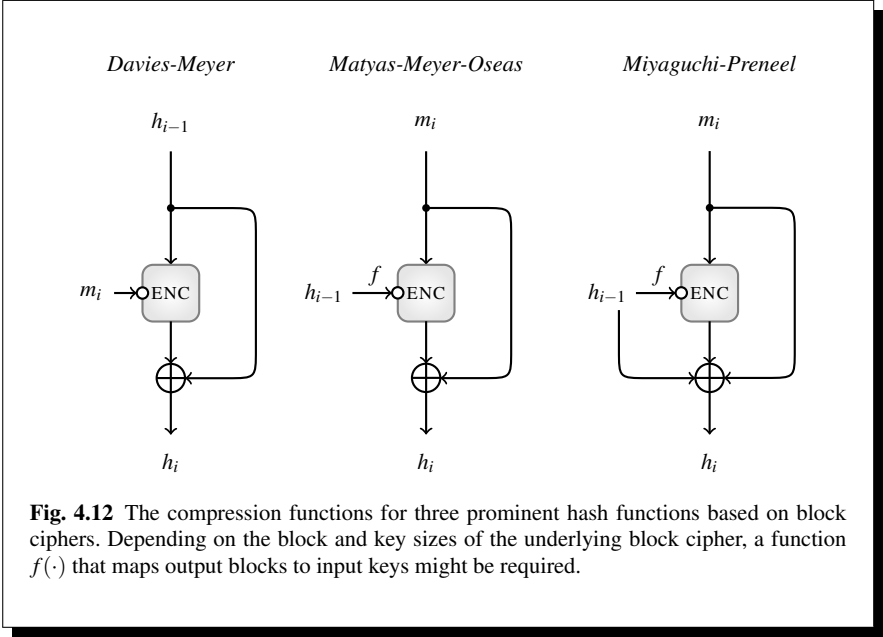 Davies-Meyer Matyas-Meyer-Oseas Miyaguchi-Preneel
h_{i−1} m_i m_i
f f
m_i ENC h_{i−1} ENC h_{i−1} ENC
h_i h_i h_i
Fig. 4.12 The compression functions for three prominent hash functions based on block
ciphers. Depending on the block and key sizes of the underlying block cipher, a function
f(·) that maps output blocks to input keys might be required.